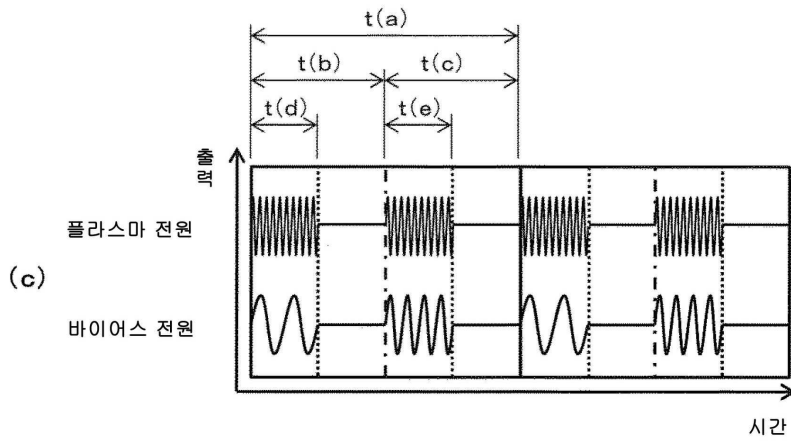 t(a)
t(b) t(c)
t(d) t(e)
출력
플라스마 전원
(c)
바이어스 전원
시간